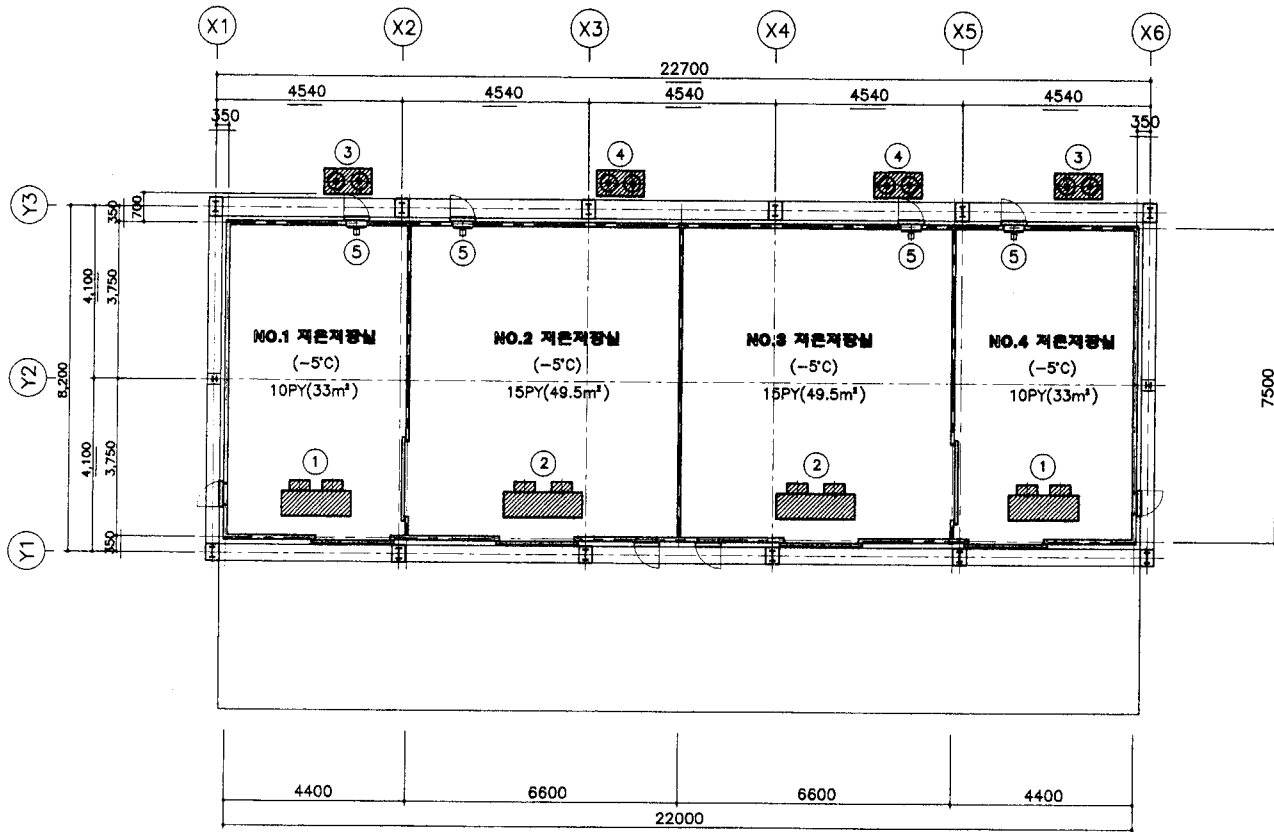 X1 X2 X3 X4 X5 X6
22700
4540 4540 4540 4540 4540
350 350
3 4 4 3
Y3
700
350
5 5 5 5
4,100
3,750
NO.1 저온저장실
(-5°C)
10PY(33m²)
NO.2 저온저장실
(-5°C)
15PY(49.5m²)
NO.3 저온저장실
(-5°C)
15PY(49.5m²)
NO.4 저온저장실
(-5°C)
10PY(33m²)
Y2
8,200
7500
4,100
3,750
1 2 2 1
350
Y1
4400 6600 6600 4400
22000